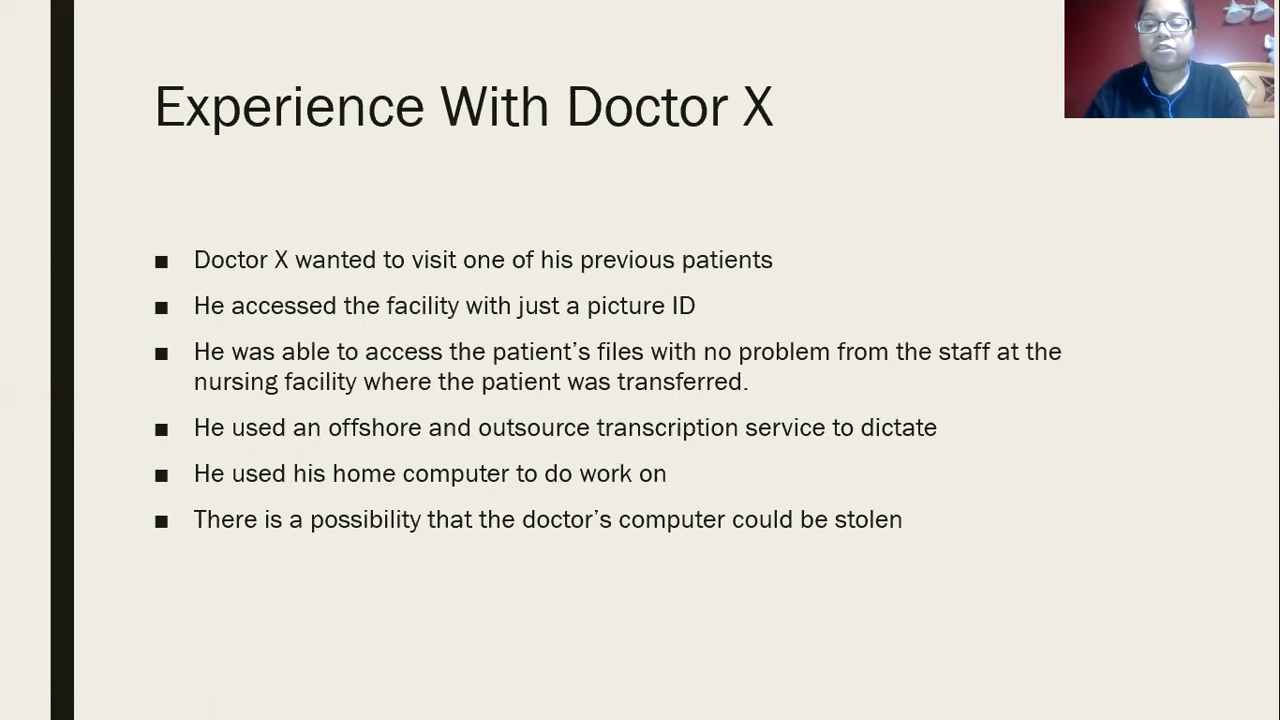 Experience With Doctor X
■ Doctor X wanted to visit one of his previous patients
■ He accessed the facility with just a picture ID
■ He was able to access the patient’s files with no problem from the staff at the
nursing facility where the patient was transferred.
■ He used an offshore and outsource transcription service to dictate
■ He used his home computer to do work on
■ There is a possibility that the doctor’s computer could be stolen